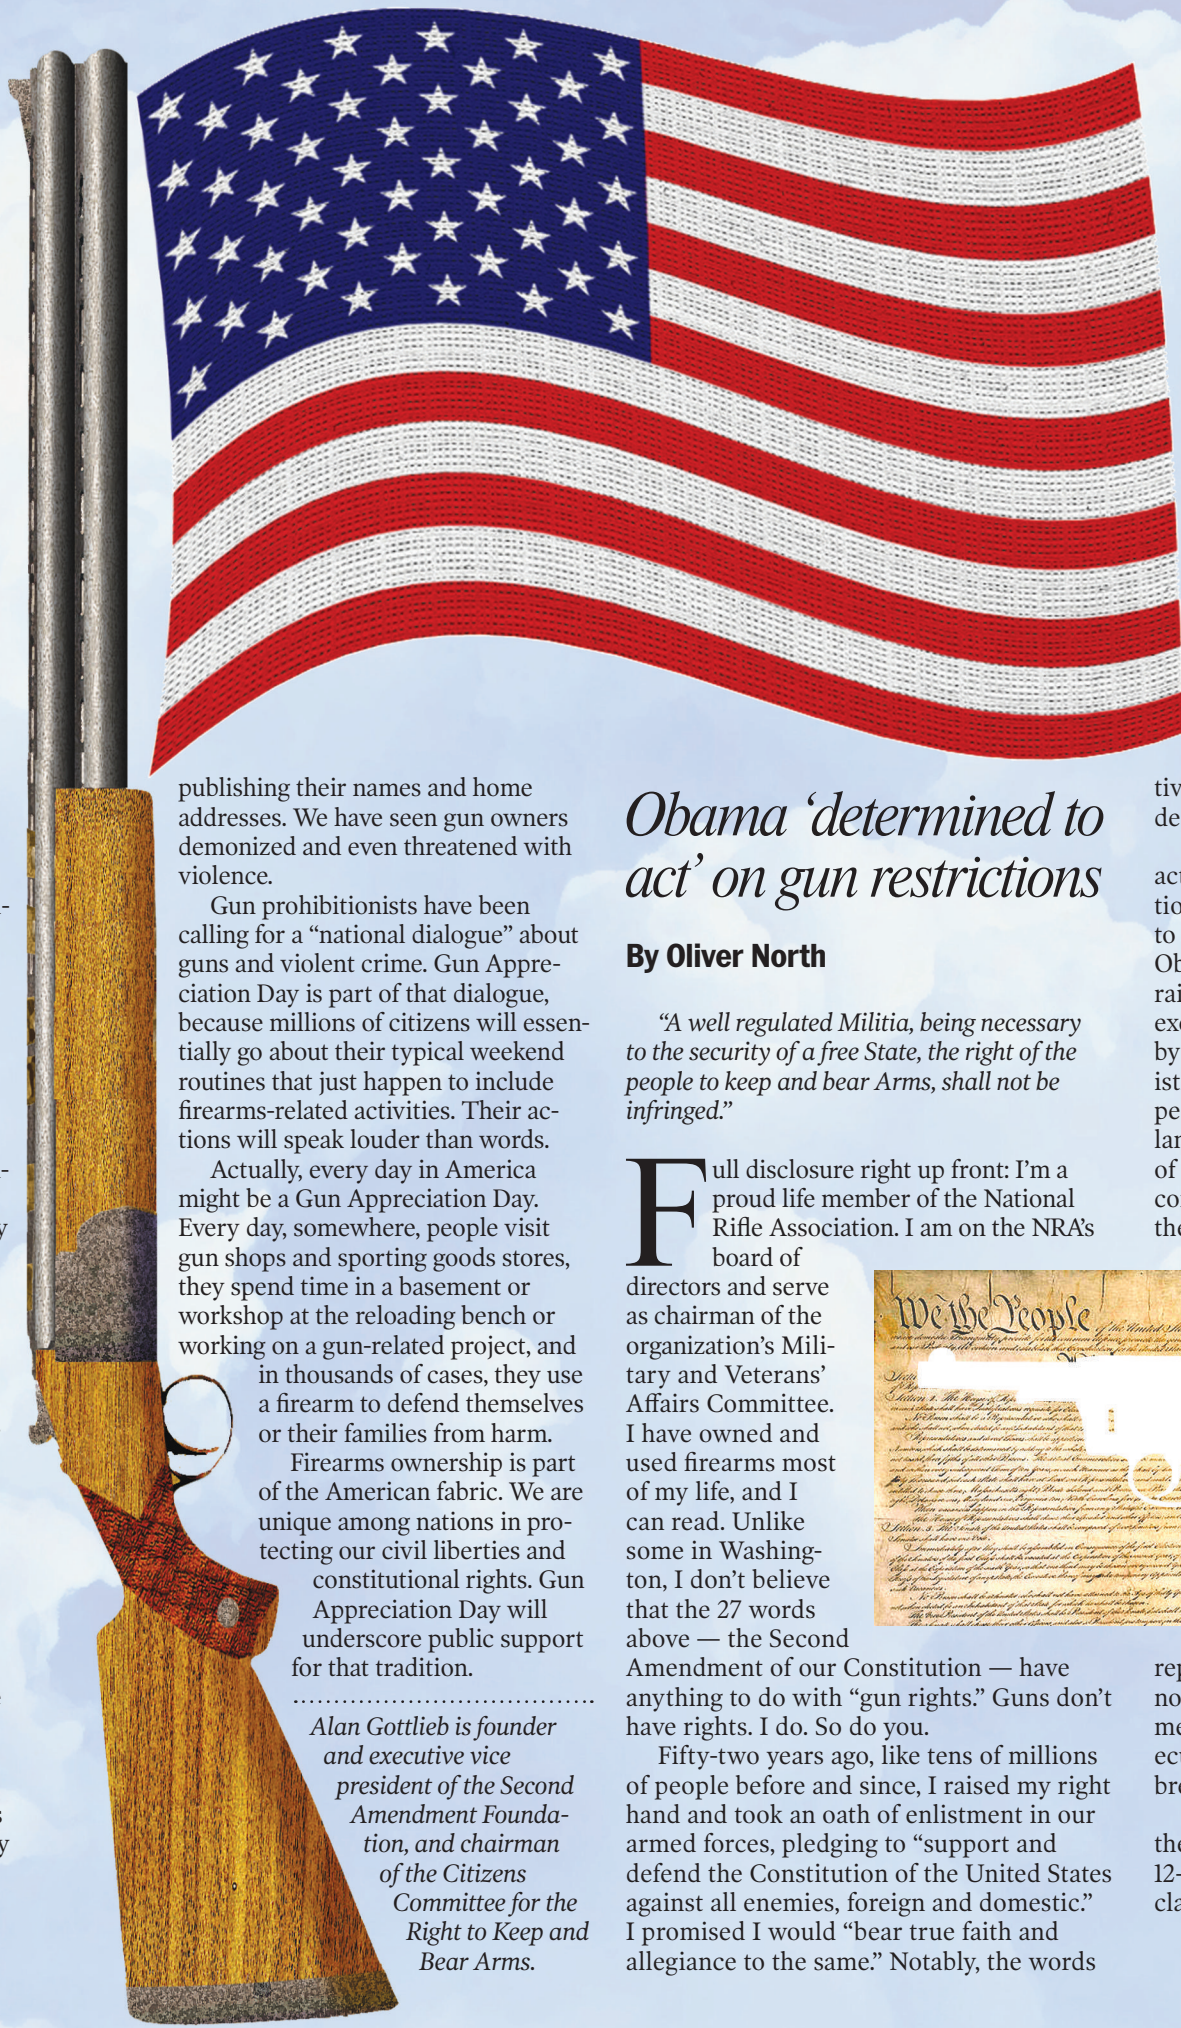 publishing their names and home
addresses. We have seen gun owners
demonized and even threatened with
violence.
Gun prohibitionists have been
calling for a “national dialogue” about
guns and violent crime. Gun Appre-
ciation Day is part of that dialogue,
because millions of citizens will essen-
tially go about their typical weekend
routines that just happen to include
firearms-related activities. Their ac-
tions will speak louder than words.
Actually, every day in America
might be a Gun Appreciation Day.
Every day, somewhere, people visit
gun shops and sporting goods stores,
they spend time in a basement or
workshop at the reloading bench or
working on a gun-related project, and
in thousands of cases, they use
a firearm to defend themselves
or their families from harm.
Firearms ownership is part
of the American fabric. We are
unique among nations in pro-
tecting our civil liberties and
constitutional rights. Gun
Appreciation Day will
underscore public support
for that tradition.
Alan Gottlieb is founder
and executive vice
president of the Second
Amendment Founda-
tion, and chairman
of the Citizens
Committee for the
Right to Keep and
Bear Arms.
Obama ‘determined to
act’ on gun restrictions
By Oliver North
“A well regulated Militia, being necessary
to the security of a free State, the right of the
people to keep and bear Arms, shall not be
infringed.”
Full disclosure right up front: I’m a
proud life member of the National
Rifle Association. I am on the NRA’s
board of
directors and serve
as chairman of the
organization’s Mili-
tary and Veterans’
Affairs Committee.
I have owned and
used firearms most
of my life, and I
can read. Unlike
some in Washing-
ton, I don’t believe
that the 27 words
above — the Second
Amendment of our Constitution — have
anything to do with “gun rights.” Guns don’t
have rights. I do. So do you.
Fifty-two years ago, like tens of millions
of people before and since, I raised my right
hand and took an oath of enlistment in our
armed forces, pledging to “support and
defend the Constitution of the United States
against all enemies, foreign and domestic.”
I promised I would “bear true faith and
allegiance to the same.” Notably, the words
We the People